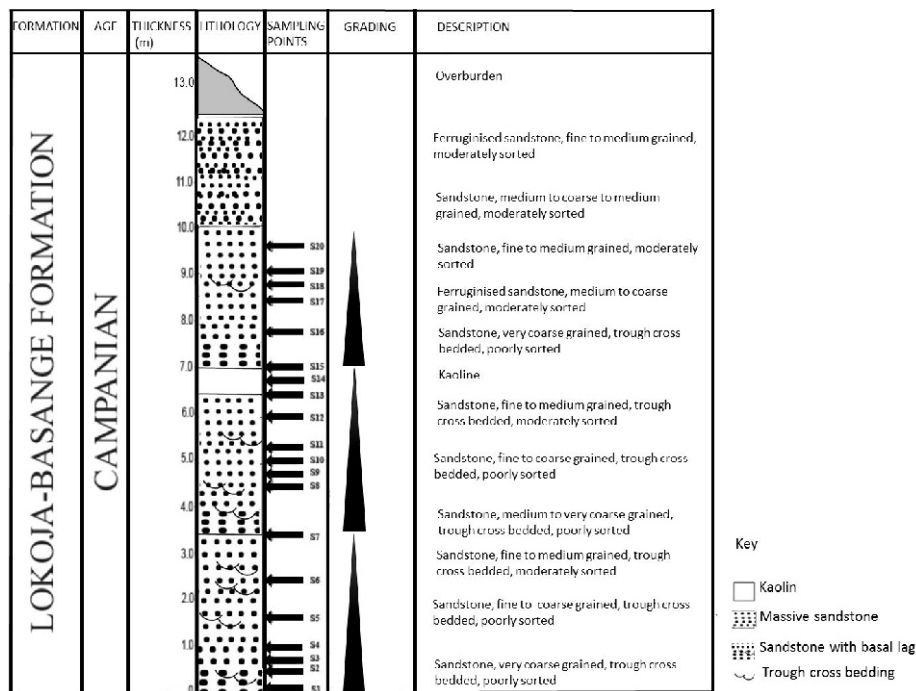 FORMATION AGE THICKNESS LITHOLOGY SAMPLING GRADING DESCRIPTION
(m) POINTS
13.0 Overburden
12.0 Ferruginised sandstone, fine to medium grained,
moderately sorted
11.0 Sandstone, medium to coarse to medium
grained, moderately sorted
10.0
S20 Sandstone, fine to medium grained, moderately
sorted
9.0 S19
S18 Ferruginised sandstone, medium to coarse
S17 grained, moderately sorted
8.0
S16 Sandstone, very coarse grained, trough cross
bedded, poorly sorted
7.0 S15
S14 Kaoline
S13
6.0 S12 Sandstone, fine to medium grained, trough
cross bedded, moderately sorted
S11
5.0 S10 Sandstone, fine to coarse grained, trough cross
S9 bedded, poorly sorted
S8
4.0 Sandstone, medium to very coarse grained,
S7 trough cross bedded, poorly sorted
3.0 Sandstone, fine to medium grained, trough
S6 cross bedded, moderately sorted
2.0 Sandstone, fine to coarse grained, trough cross
S5 bedded, poorly sorted
1.0 S4
S3
S2 Sandstone, very coarse grained, trough cross
S1 bedded, poorly sorted
LOKOJA-BASANGE FORMATION
CAMPANIAN
Key
Kaolin
Massive sandstone
Sandstone with basal lag
Trough cross bedding